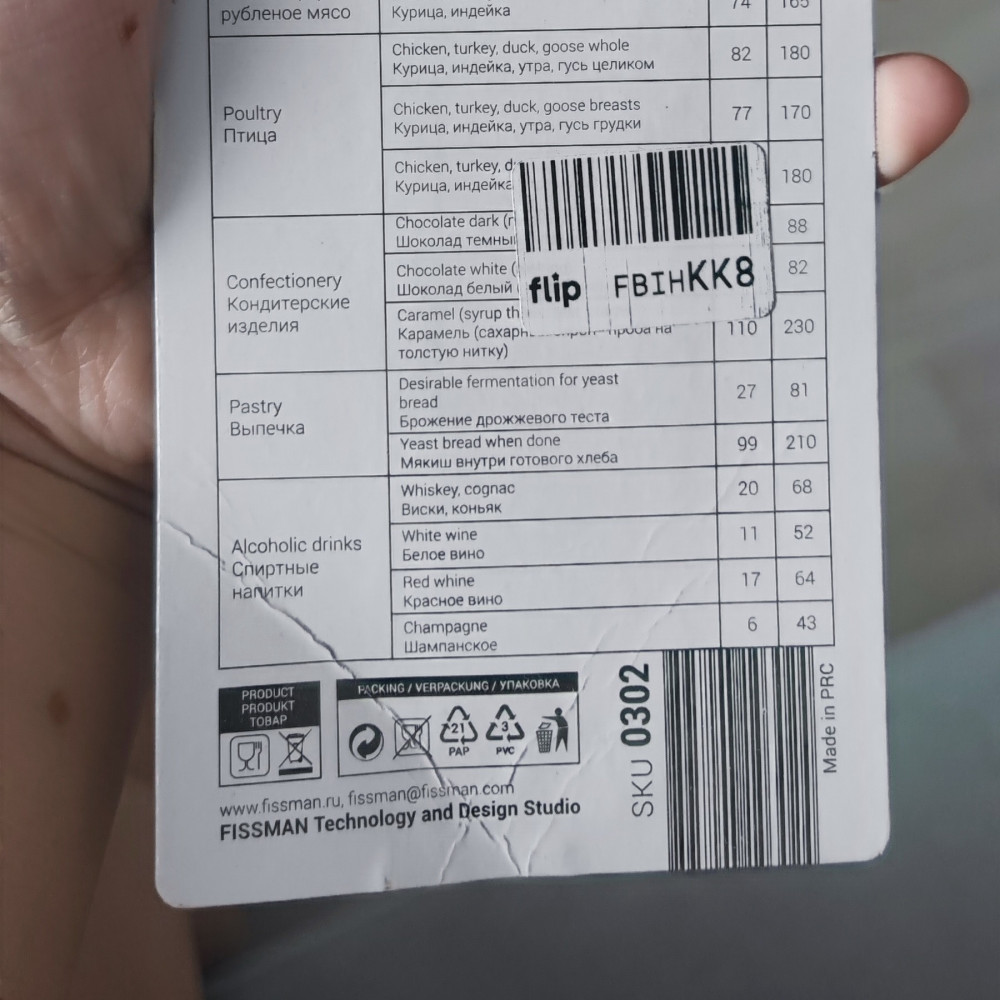 рубленое мясо
Курица, индейка
74
165
Chicken, turkey, duck, goose whole
Курица, индейка, утра, гусь целиком
82
180
Poultry
Птица
Chicken, turkey, duck, goose breasts
Курица, индейка, утра, гусь грудки
77
170
Chicken, turkey,
Курица, индейка
180
Confectionery
Кондитерские
изделия
Chocolate dark
Шоколад темный
88
Chocolate white
Шоколад белый
82
Caramel (syrup
Карамель
проба на
толстую нитку)
110
230
flip
FBIHKK8
Pastry
Выпечка
Desirable fermentation for yeast
bread
Брожение дрожжевого теста
27
81
Yeast bread when done
Мякиш внутри готового хлеба
99
210
Alcoholic drinks
Спиртные
напитки
Whiskey, cognac
Виски, коньяк
20
68
White wine
Белое вино
11
52
Red whine
Красное вино
17
64
Champagne
Шампанское
6
43
PRODUCT
PRODUKT
ТОВАР
PACKING / VERPACKUNG / УПАКОВКА
21
PAP
3
PVC
SKU 0302
Made in PRC
www.fissman.ru, fissman@fissman.com
FISSMAN Technology and Design Studio